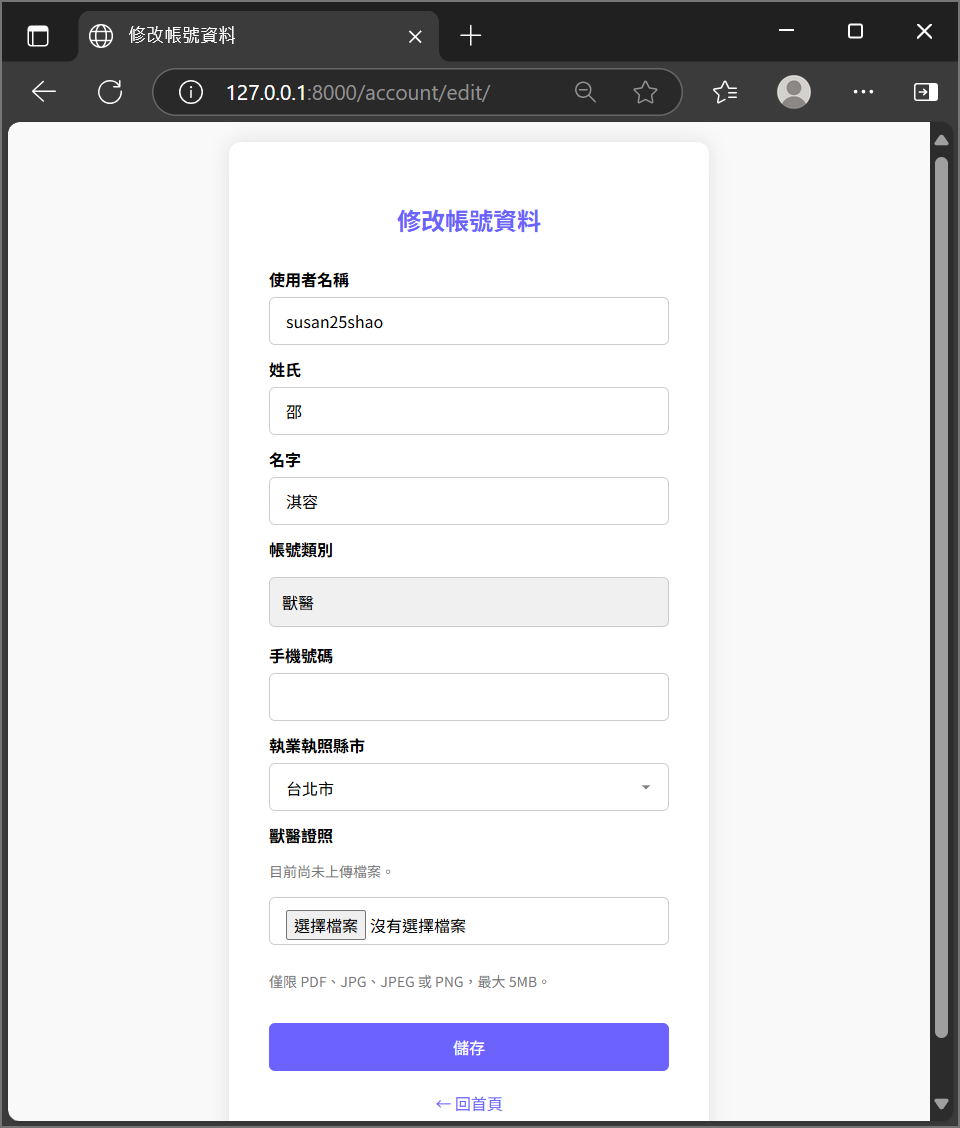 修改帳號資料
127.0.0.1:8000/account/edit/
修改帳號資料
使用者名稱
susan25shao
姓氏
邵
名字
淇容
帳號類別
獸醫
手機號碼
執業執照縣市
台北市
獸醫證照
目前尚未上傳檔案。
選擇檔案 沒有選擇檔案
僅限 PDF、JPG、JPEG 或 PNG，最大 5MB。
儲存
← 回首頁